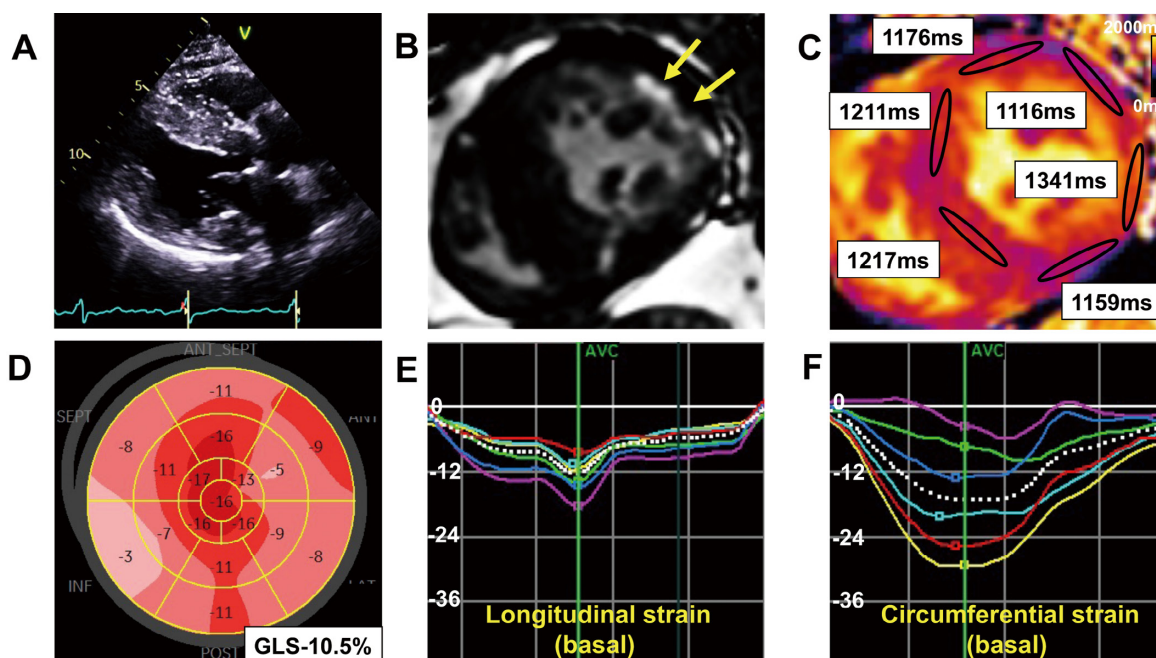 A
V
5
10
B
C
1176ms
2000m
0m
1211ms
1116ms
1341ms
1217ms
1159ms
D
ANT_SEPT
SEPT
ANT
INF
POST
-11
-8
-9
-16
-11
-5
-17
-13
-16
-16
-16
-7
-9
-3
-8
-11
-11
GLS-10.5%
E
AVC
0
-12
-24
-36
Longitudinal strain
(basal)
F
AVC
0
-12
-24
-36
Circumferential strain
(basal)